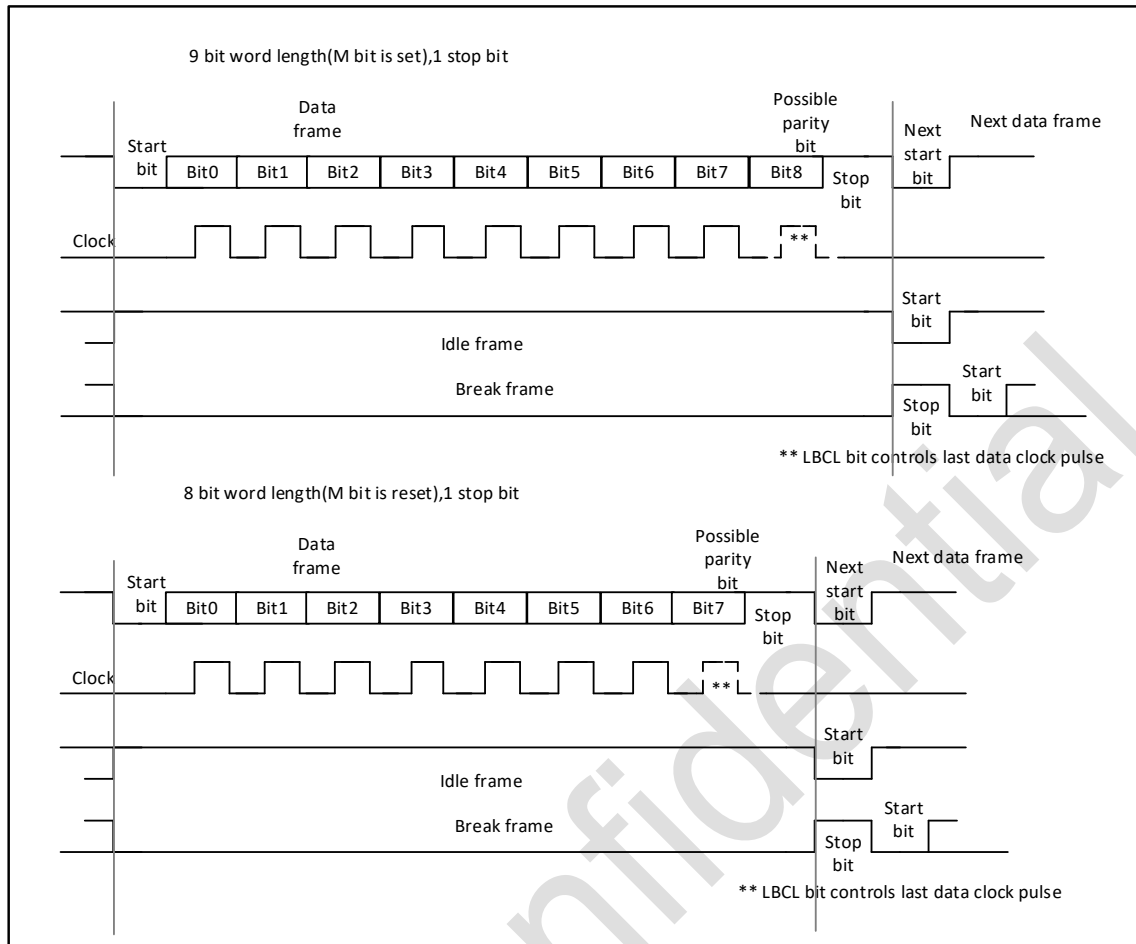 9 bit word length(M bit is set),1 stop bit
Data
frame
Possible
parity
bit
Start
bit
Next
start
bit
Next data frame
Bit0 Bit1 Bit2 Bit3 Bit4 Bit5 Bit6 Bit7 Bit8
Stop
bit
Clock
**
Start
bit
Idle frame
Break frame
Start
bit
Stop
bit
** LBCL bit controls last data clock pulse
8 bit word length(M bit is reset),1 stop bit
Data
frame
Possible
parity
bit
Start
bit
Next
start
bit
Next data frame
Bit0 Bit1 Bit2 Bit3 Bit4 Bit5 Bit6 Bit7
Stop
bit
Clock
**
Start
bit
Idle frame
Break frame
Start
bit
Stop
bit
** LBCL bit controls last data clock pulse
nfidential